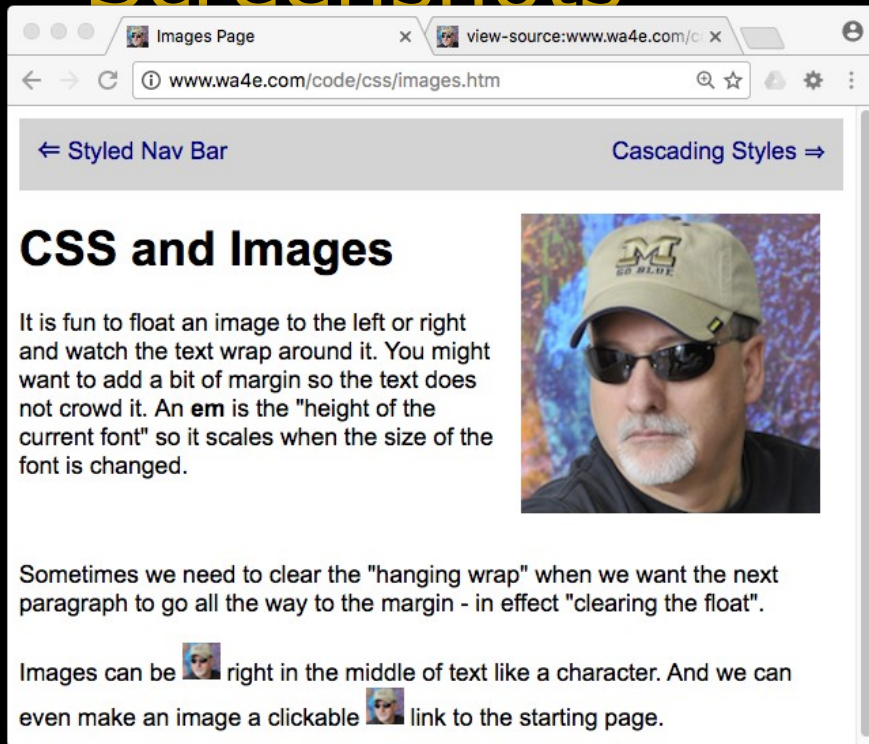 Screenshots
Images Page
view-source:www.wa4e.com/c
www.wa4e.com/code/css/images.htm
⇐ Styled Nav Bar
Cascading Styles ⇒
CSS and Images
M
GO BLUE
It is fun to float an image to the left or right
and watch the text wrap around it. You might
want to add a bit of margin so the text does
not crowd it. An em is the "height of the
current font" so it scales when the size of the
font is changed.
Sometimes we need to clear the "hanging wrap" when we want the next
paragraph to go all the way to the margin - in effect "clearing the float".
Images can be right in the middle of text like a character. And we can
even make an image a clickable link to the starting page.